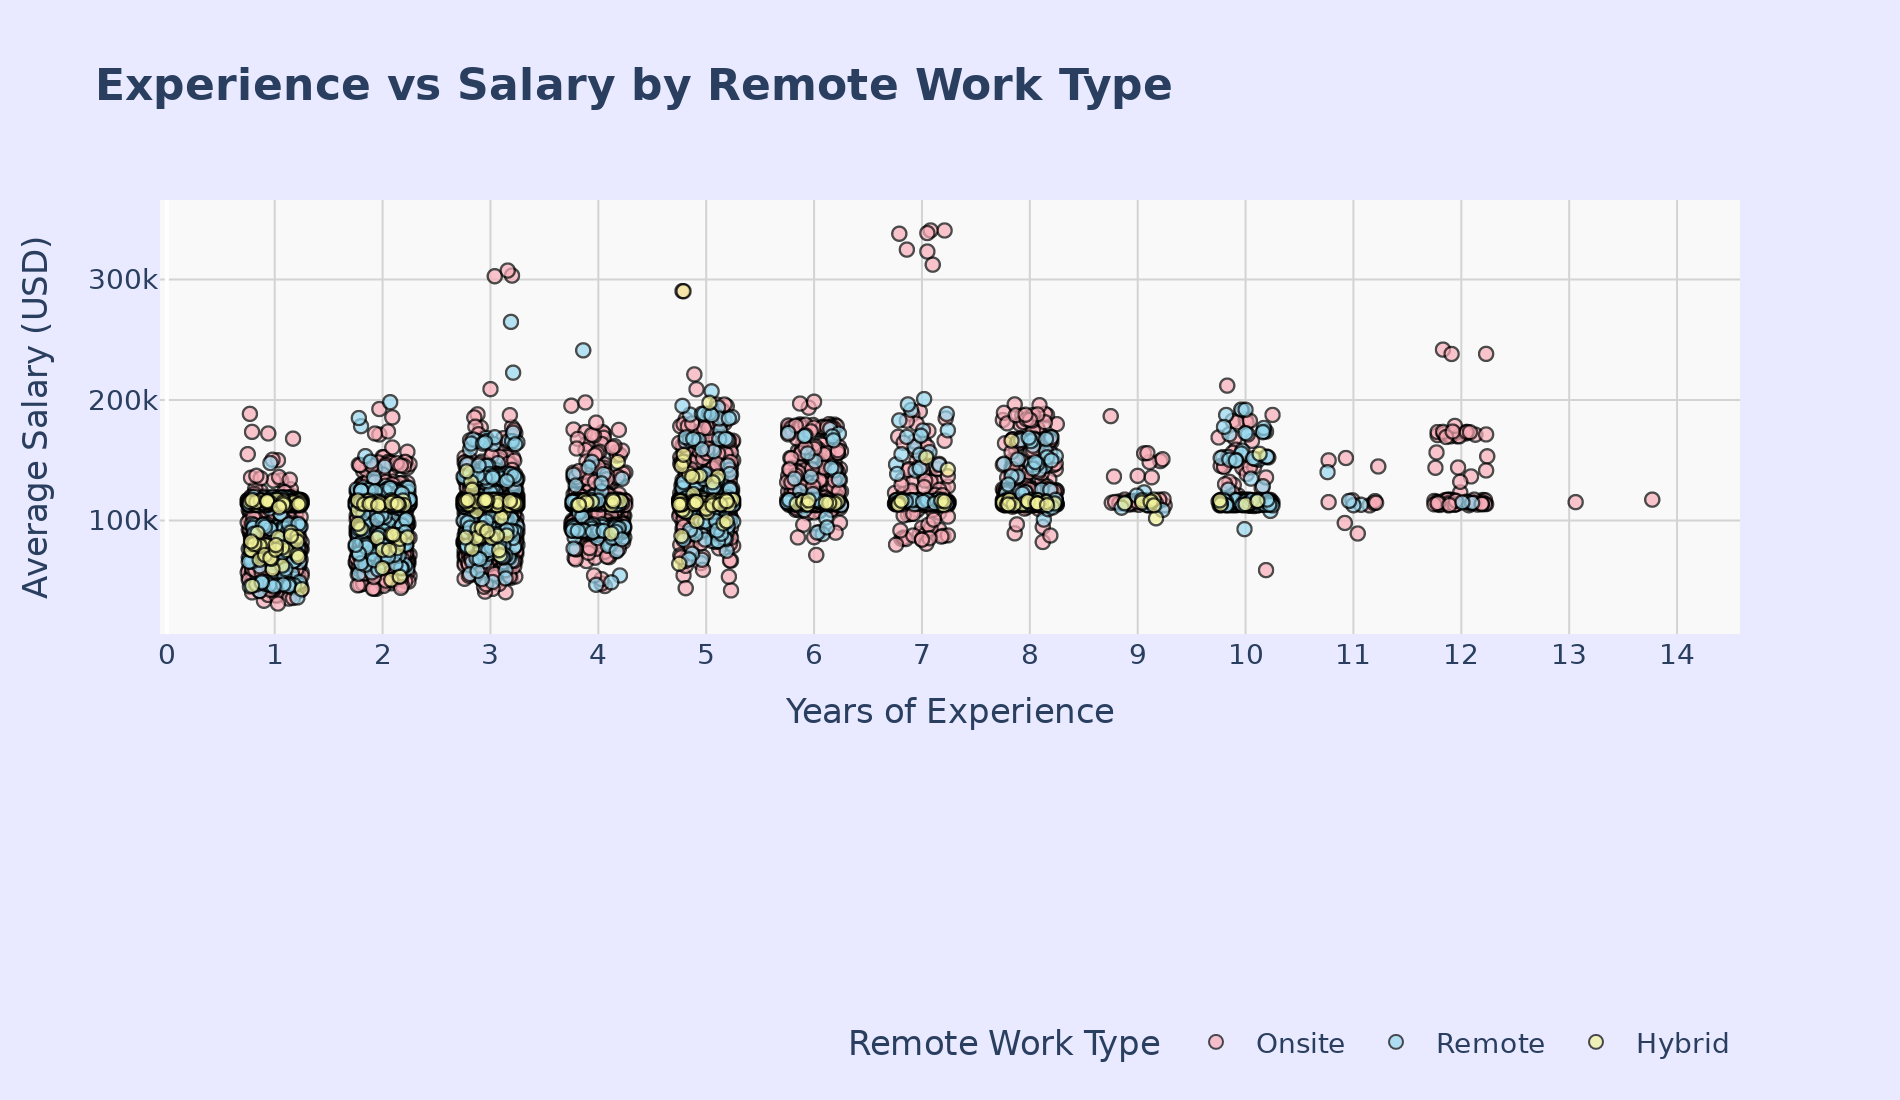 Experience vs Salary by Remote Work Type
Average Salary (USD)
300k
200k
100k
0 1 2 3 4 5 6 7 8 9 10 11 12 13 14
Years of Experience
Remote Work Type Onsite Remote Hybrid